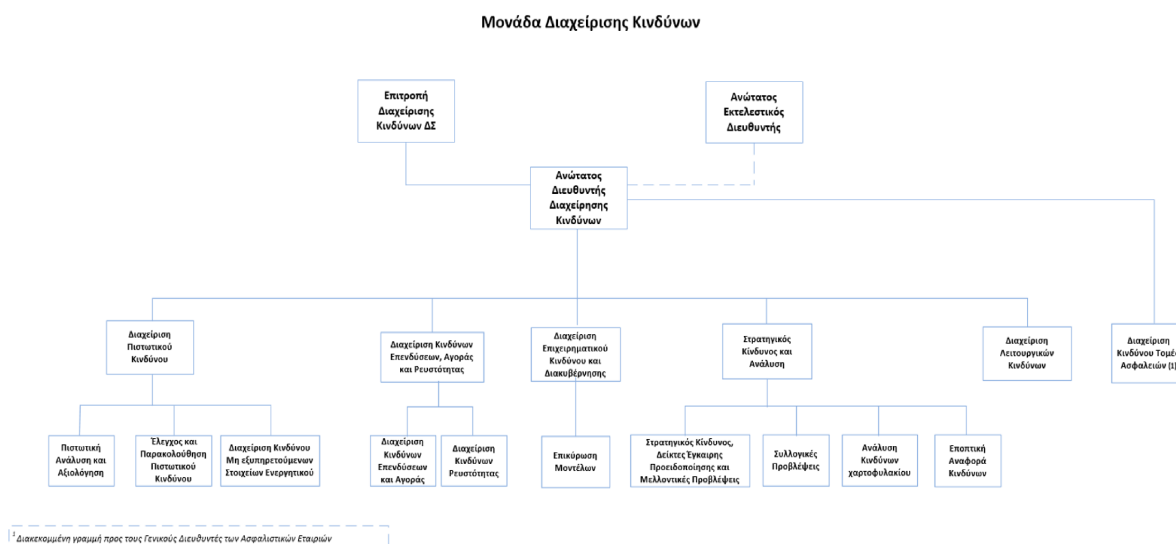 Μονάδα Διαχείρισης Κινδύνων
Επιτροπή
Διαχείρισης
Κινδύνων ΔΣ
Ανώτατος
Εκτελεστικός
Διευθυντής
Ανώτατος
Διευθυντής
Διαχείρησης
Κινδύνων
Διαχείριση
Πιστωτικού
Κινδύνου
Διαχείριση Κινδύνων
Επενδύσεων, Αγοράς
και Ρευστότητας
Διαχείριση
Επιχειρηματικού
Κινδύνου και
Διακυβέρνησης
Στρατηγικός
Κίνδυνος και
Ανάλυση
Διαχείριση
Λειτουργικών
Κινδύνων
Διαχείριση
Κινδύνου Τομέα
Ασφαλειών (1)
Πιστωτική
Ανάλυση και
Αξιολόγηση
Έλεγχος και
Παρακολούθηση
Πιστωτικού
Κινδύνου
Διαχείριση Κινδύνου
Μη εξυπηρετούμενων
Στοιχείων Ενεργητικού
Διαχείριση
Κινδύνων
Επενδύσεων
και Αγοράς
Διαχείριση
Κινδύνων
Ρευστότητας
Επικύρωση
Μοντέλων
Στρατηγικός Κίνδυνος,
Δείκτες Έγκαιρης
Προειδοποίησης και
Μελλοντικές Προβλέψεις
Συλλογικές
Προβλέψεις
Ανάλυση
Κινδύνων
χαρτοφυλακίου
Εποπτική
Αναφορά
Κινδύνων
1 Διακεκομμένη γραμμή προς τους Γενικούς Διευθυντές των Ασφαλιστικών Εταιριών